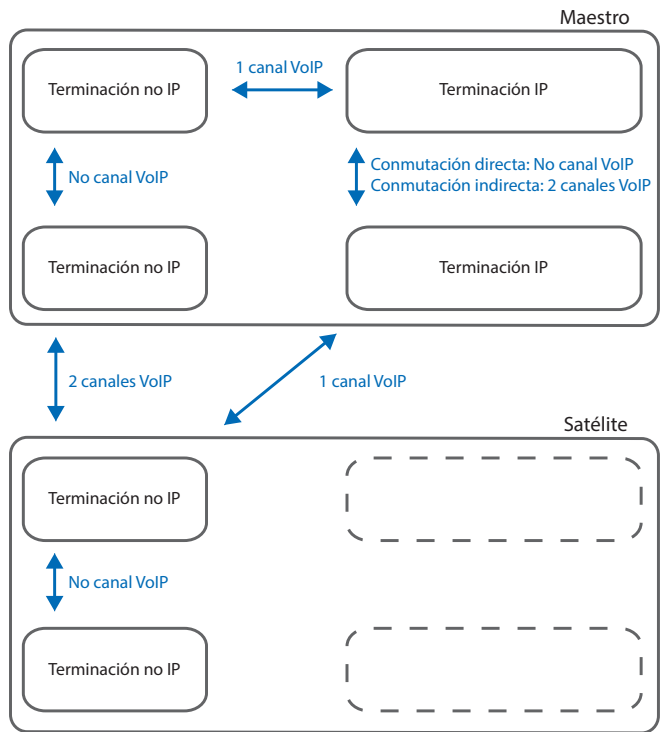 Maestro
Terminación no IP
1 canal VoIP
Terminación IP
No canal VoIP
Conmutación directa: No canal VoIP
Conmutación indirecta: 2 canales VoIP
Terminación no IP
Terminación IP
2 canales VoIP
1 canal VoIP
Satélite
Terminación no IP
No canal VoIP
Terminación no IP